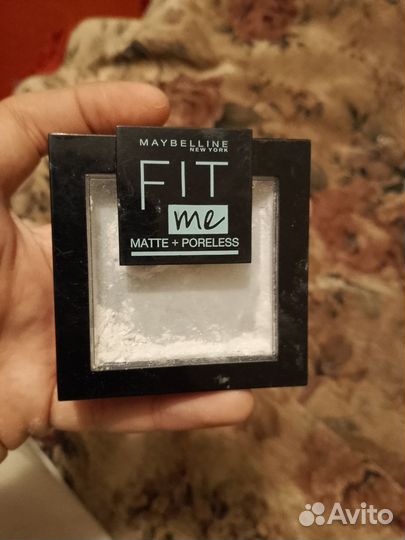 MAYBELLINE
NEW YORK
FIT
me
MATTE + PORELESS
Avito